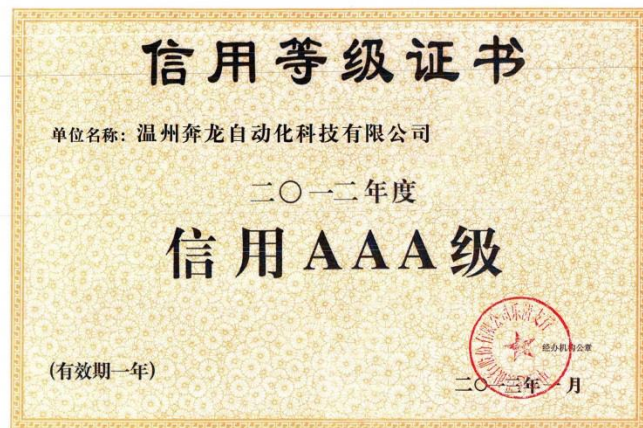 信用等级证书
单位名称: 温州奔龙自动化科技有限公司
二〇一二年度
信用AAA级
经办机构公章
(有效期一年)
二〇一三年一月